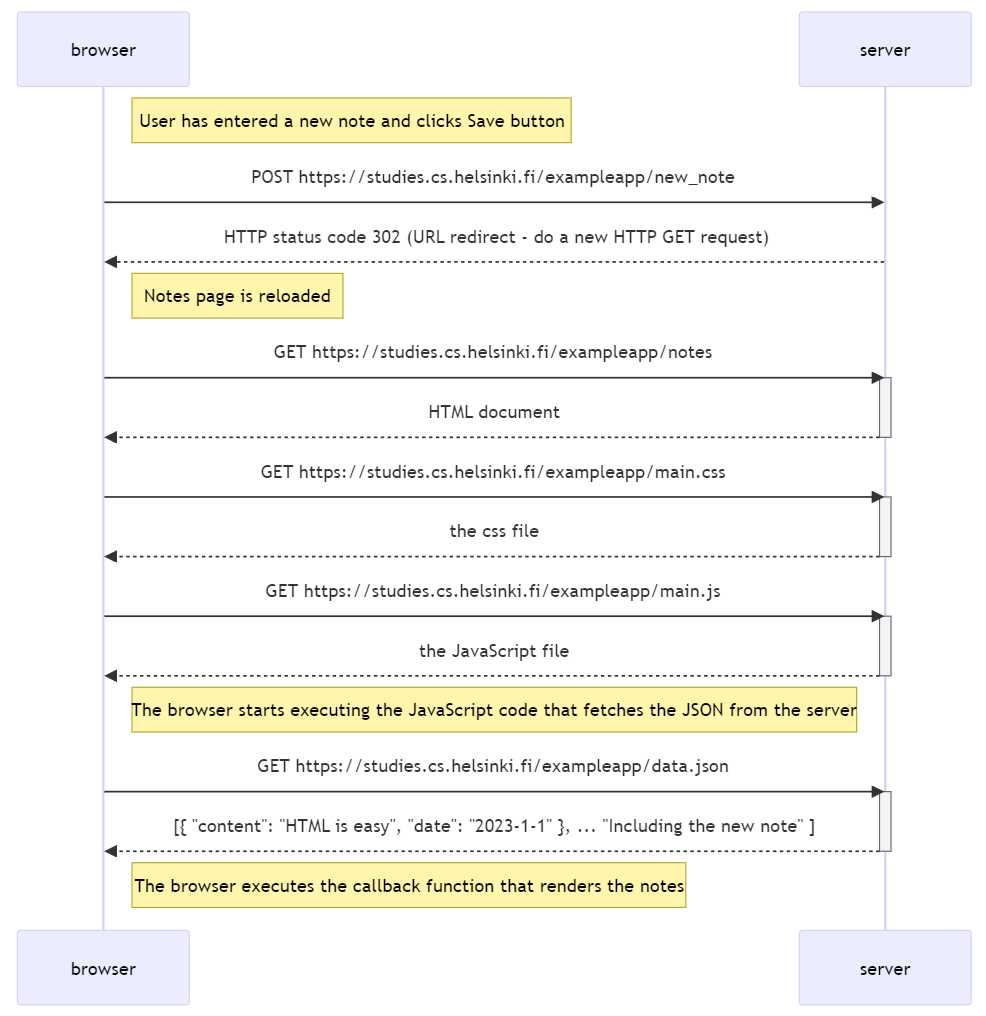 browser
server
User has entered a new note and clicks Save button
POST https://studies.cs.helsinki.fi/exampleapp/new_note
HTTP status code 302 (URL redirect - do a new HTTP GET request)
Notes page is reloaded
GET https://studies.cs.helsinki.fi/exampleapp/notes
HTML document
GET https://studies.cs.helsinki.fi/exampleapp/main.css
the css file
GET https://studies.cs.helsinki.fi/exampleapp/main.js
the JavaScript file
The browser starts executing the JavaScript code that fetches the JSON from the server
GET https://studies.cs.helsinki.fi/exampleapp/data.json
[{ "content": "HTML is easy", "date": "2023-1-1" }, ... "Including the new note" ]
The browser executes the callback function that renders the notes
browser
server